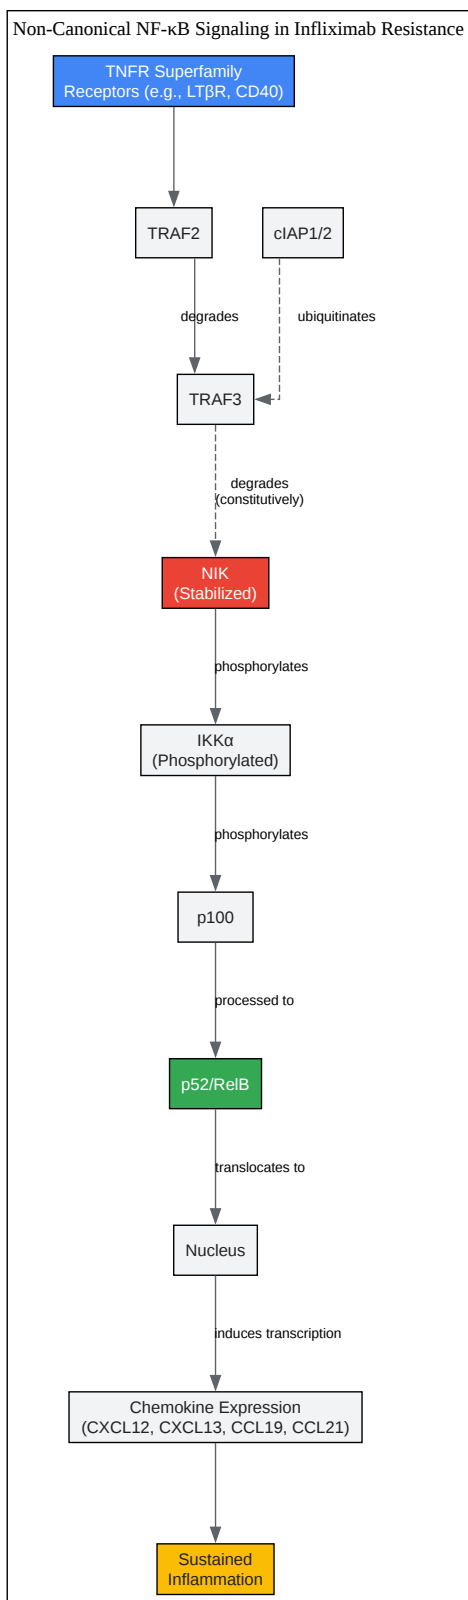 Non-Canonical NF-κB Signaling in Infliximab Resistance
TNFR Superfamily
Receptors (e.g., LTβR, CD40)
TRAF2
cIAP1/2
degrades
ubiquitinates
TRAF3
degrades
(constitutively)
NIK
(Stabilized)
phosphorylates
IKKα
(Phosphorylated)
phosphorylates
p100
processed to
p52/RelB
translocates to
Nucleus
induces transcription
Chemokine Expression
(CXCL12, CXCL13, CCL19, CCL21)
Sustained
Inflammation